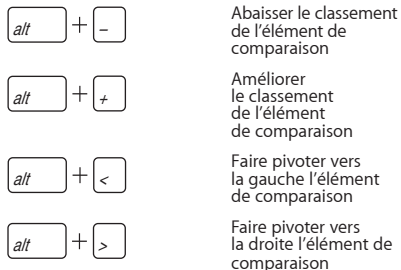 alt + – Abaisser le classement
de l'élément de
comparaison
alt + + Améliorer
le classement
de l'élément
de comparaison
alt + < Faire pivoter vers
la gauche l'élément
de comparaison
alt + > Faire pivoter vers
la droite l'élément de
comparaison